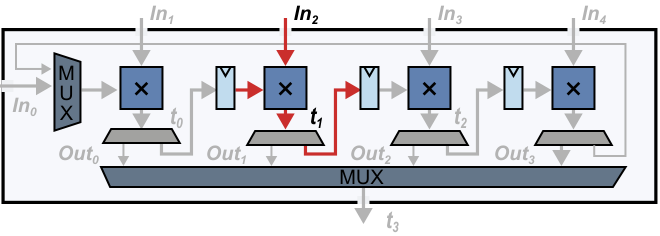 In1 In2 In3 In4
MUX
In0
× × × ×
t0 t1 t2
Out0 Out1 Out2 Out3
MUX
t3